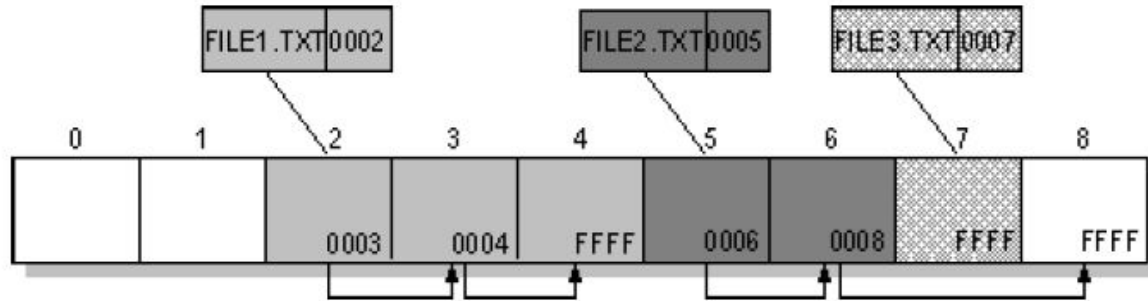 FILE1.TXT 0002 FILE2.TXT 0005 FILE3.TXT 0007
0 1 2 3 4 5 6 7 8
0003 0004 FFFF 0006 0008 FFFF FFFF